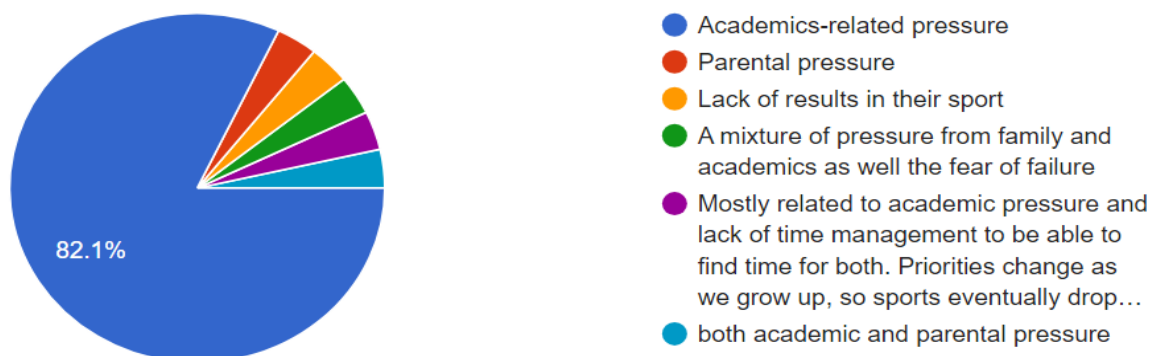 Academics-related pressure
Parental pressure
Lack of results in their sport
A mixture of pressure from family and
academics as well the fear of failure
Mostly related to academic pressure and
lack of time management to be able to
find time for both. Priorities change as
we grow up, so sports eventually drop…
both academic and parental pressure
82.1%